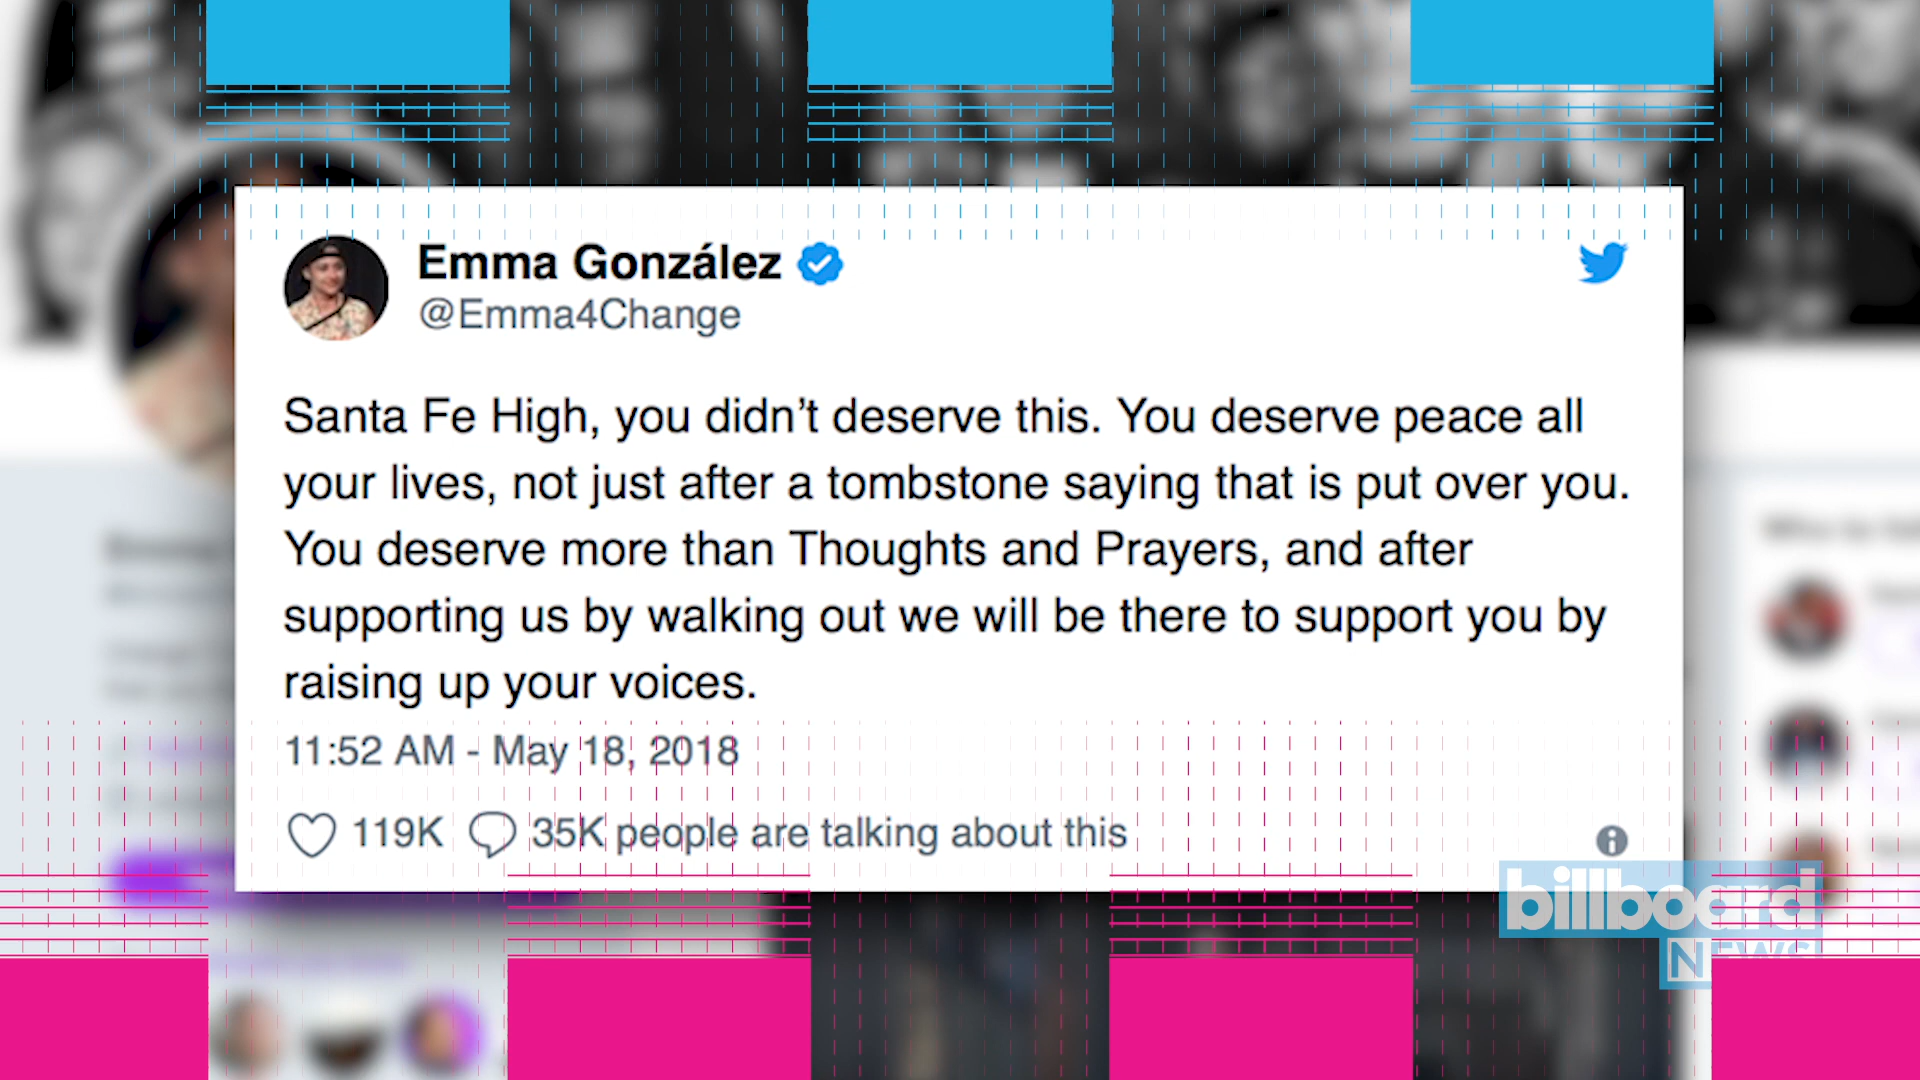 Emma González
@Emma4Change
Santa Fe High, you didn't deserve this. You deserve peace all
your lives, not just after a tombstone saying that is put over you.
You deserve more than Thoughts and Prayers, and after
supporting us by walking out we will be there to support you by
raising up your voices.
11:52 AM - May 18, 2018
119K 35K people are talking about this
billboard
NEWS